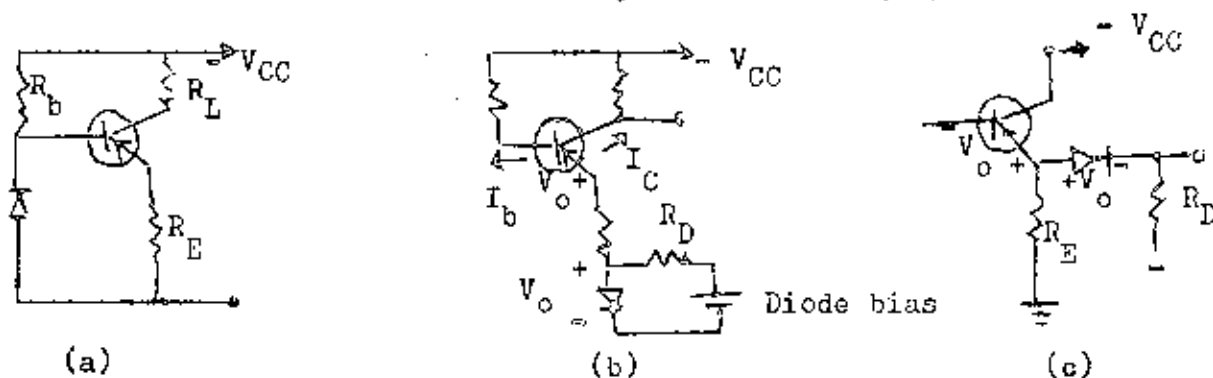 - V_CC
R_b
R_L
R_E
(a)
- V_CC
I_b
V_o
+
I_C
R_D
+
V_o
-
Diode bias
(b)
- V_CC
V_o
+
+
V_o
-
R_E
R_D
(c)